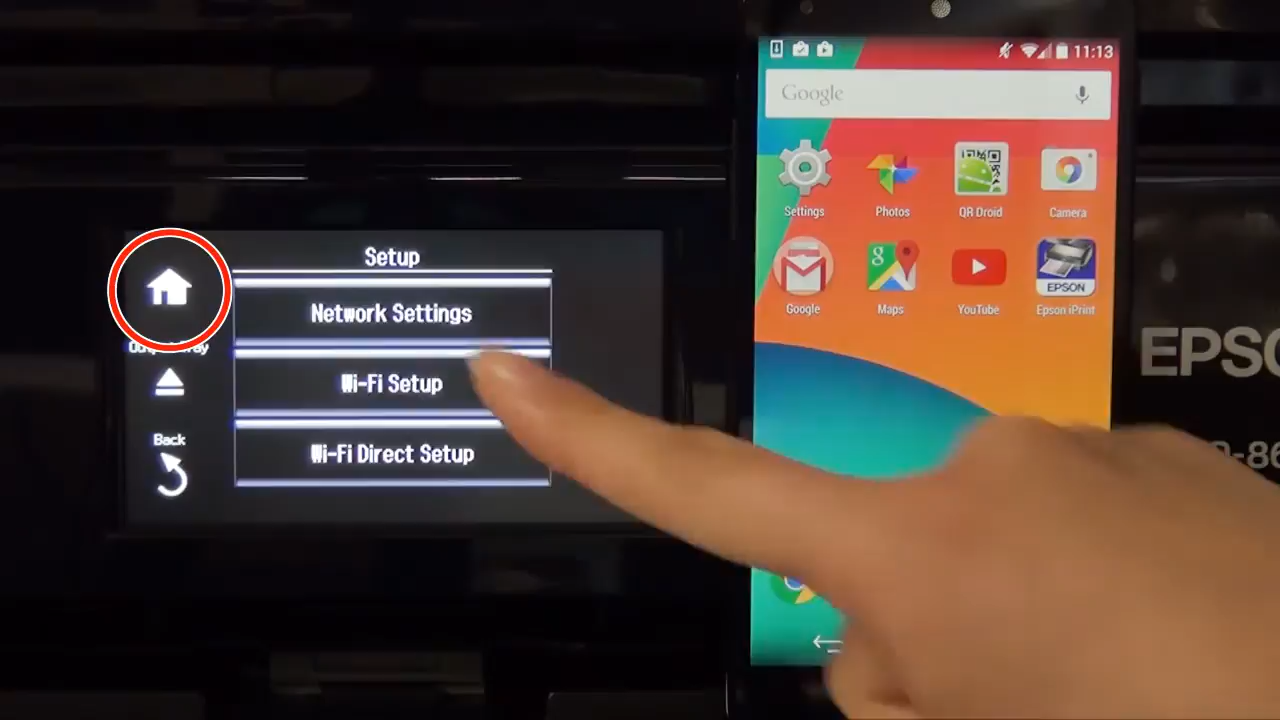 Setup
Network Settings
Wi-Fi Setup
Wi-Fi Direct Setup
Back
11:13
Google
Settings
Photos
QR Droid
Camera
Google
Maps
YouTube
EPSON
Epson iPrint
EPSO